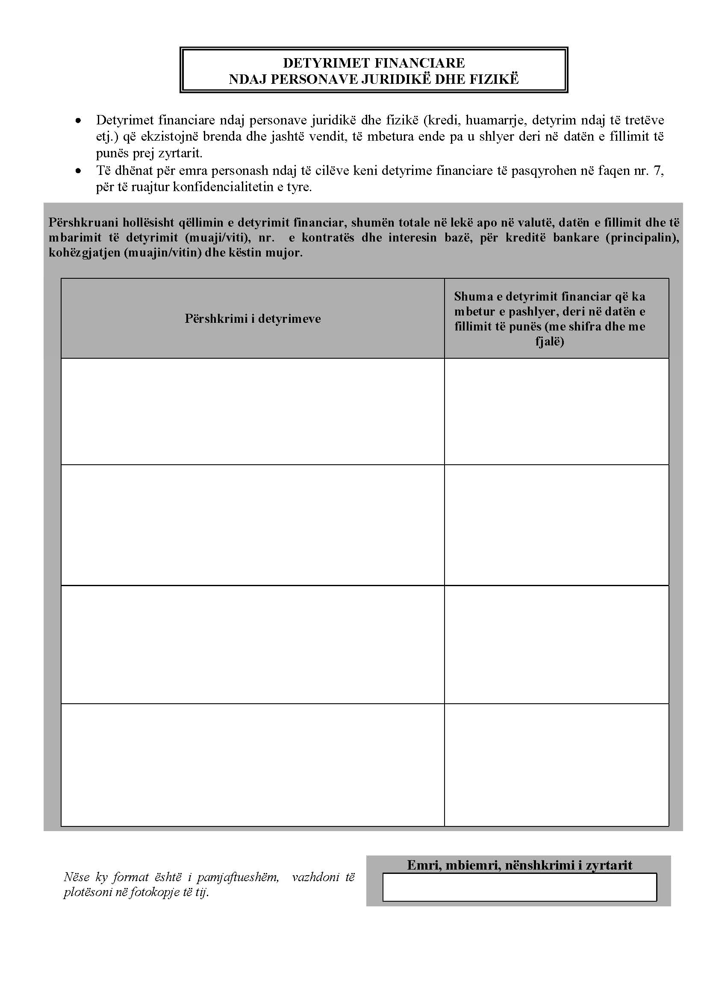 DETYRIMET FINANCIARE
NDAJ PERSONAVE JURIDIKË DHE FIZIKË
• Detyrimet financiare ndaj personave juridikë dhe fizikë (kredi, huamarrje, detyrim ndaj të tretëve
etj.) që ekzistojnë brenda dhe jashtë vendit, të mbetura ende pa u shlyer deri në datën e fillimit të
punës prej zyrtarit.
• Të dhënat për emra personash ndaj të cilëve keni detyrime financiare të pasqyrohen në faqen nr. 7,
për të ruajtur konfidencialitetin e tyre.
Përshkruani hollësisht qëllimin e detyrimit financiar, shumën totale në lekë apo në valutë, datën e fillimit dhe të
mbarimit të detyrimit (muaji/viti), nr. e kontratës dhe interesin bazë, për kreditë bankare (principalin),
kohëzgjatjen (muajin/vitin) dhe këstin mujor.
Përshkrimi i detyrimeve
Shuma e detyrimit financiar që ka
mbetur e pashlyer, deri në datën e
fillimit të punës (me shifra dhe me
fjalë)
Nëse ky format është i pamjaftueshëm, vazhdoni të
plotësoni në fotokopje të tij.
Emri, mbiemri, nënshkrimi i zyrtarit